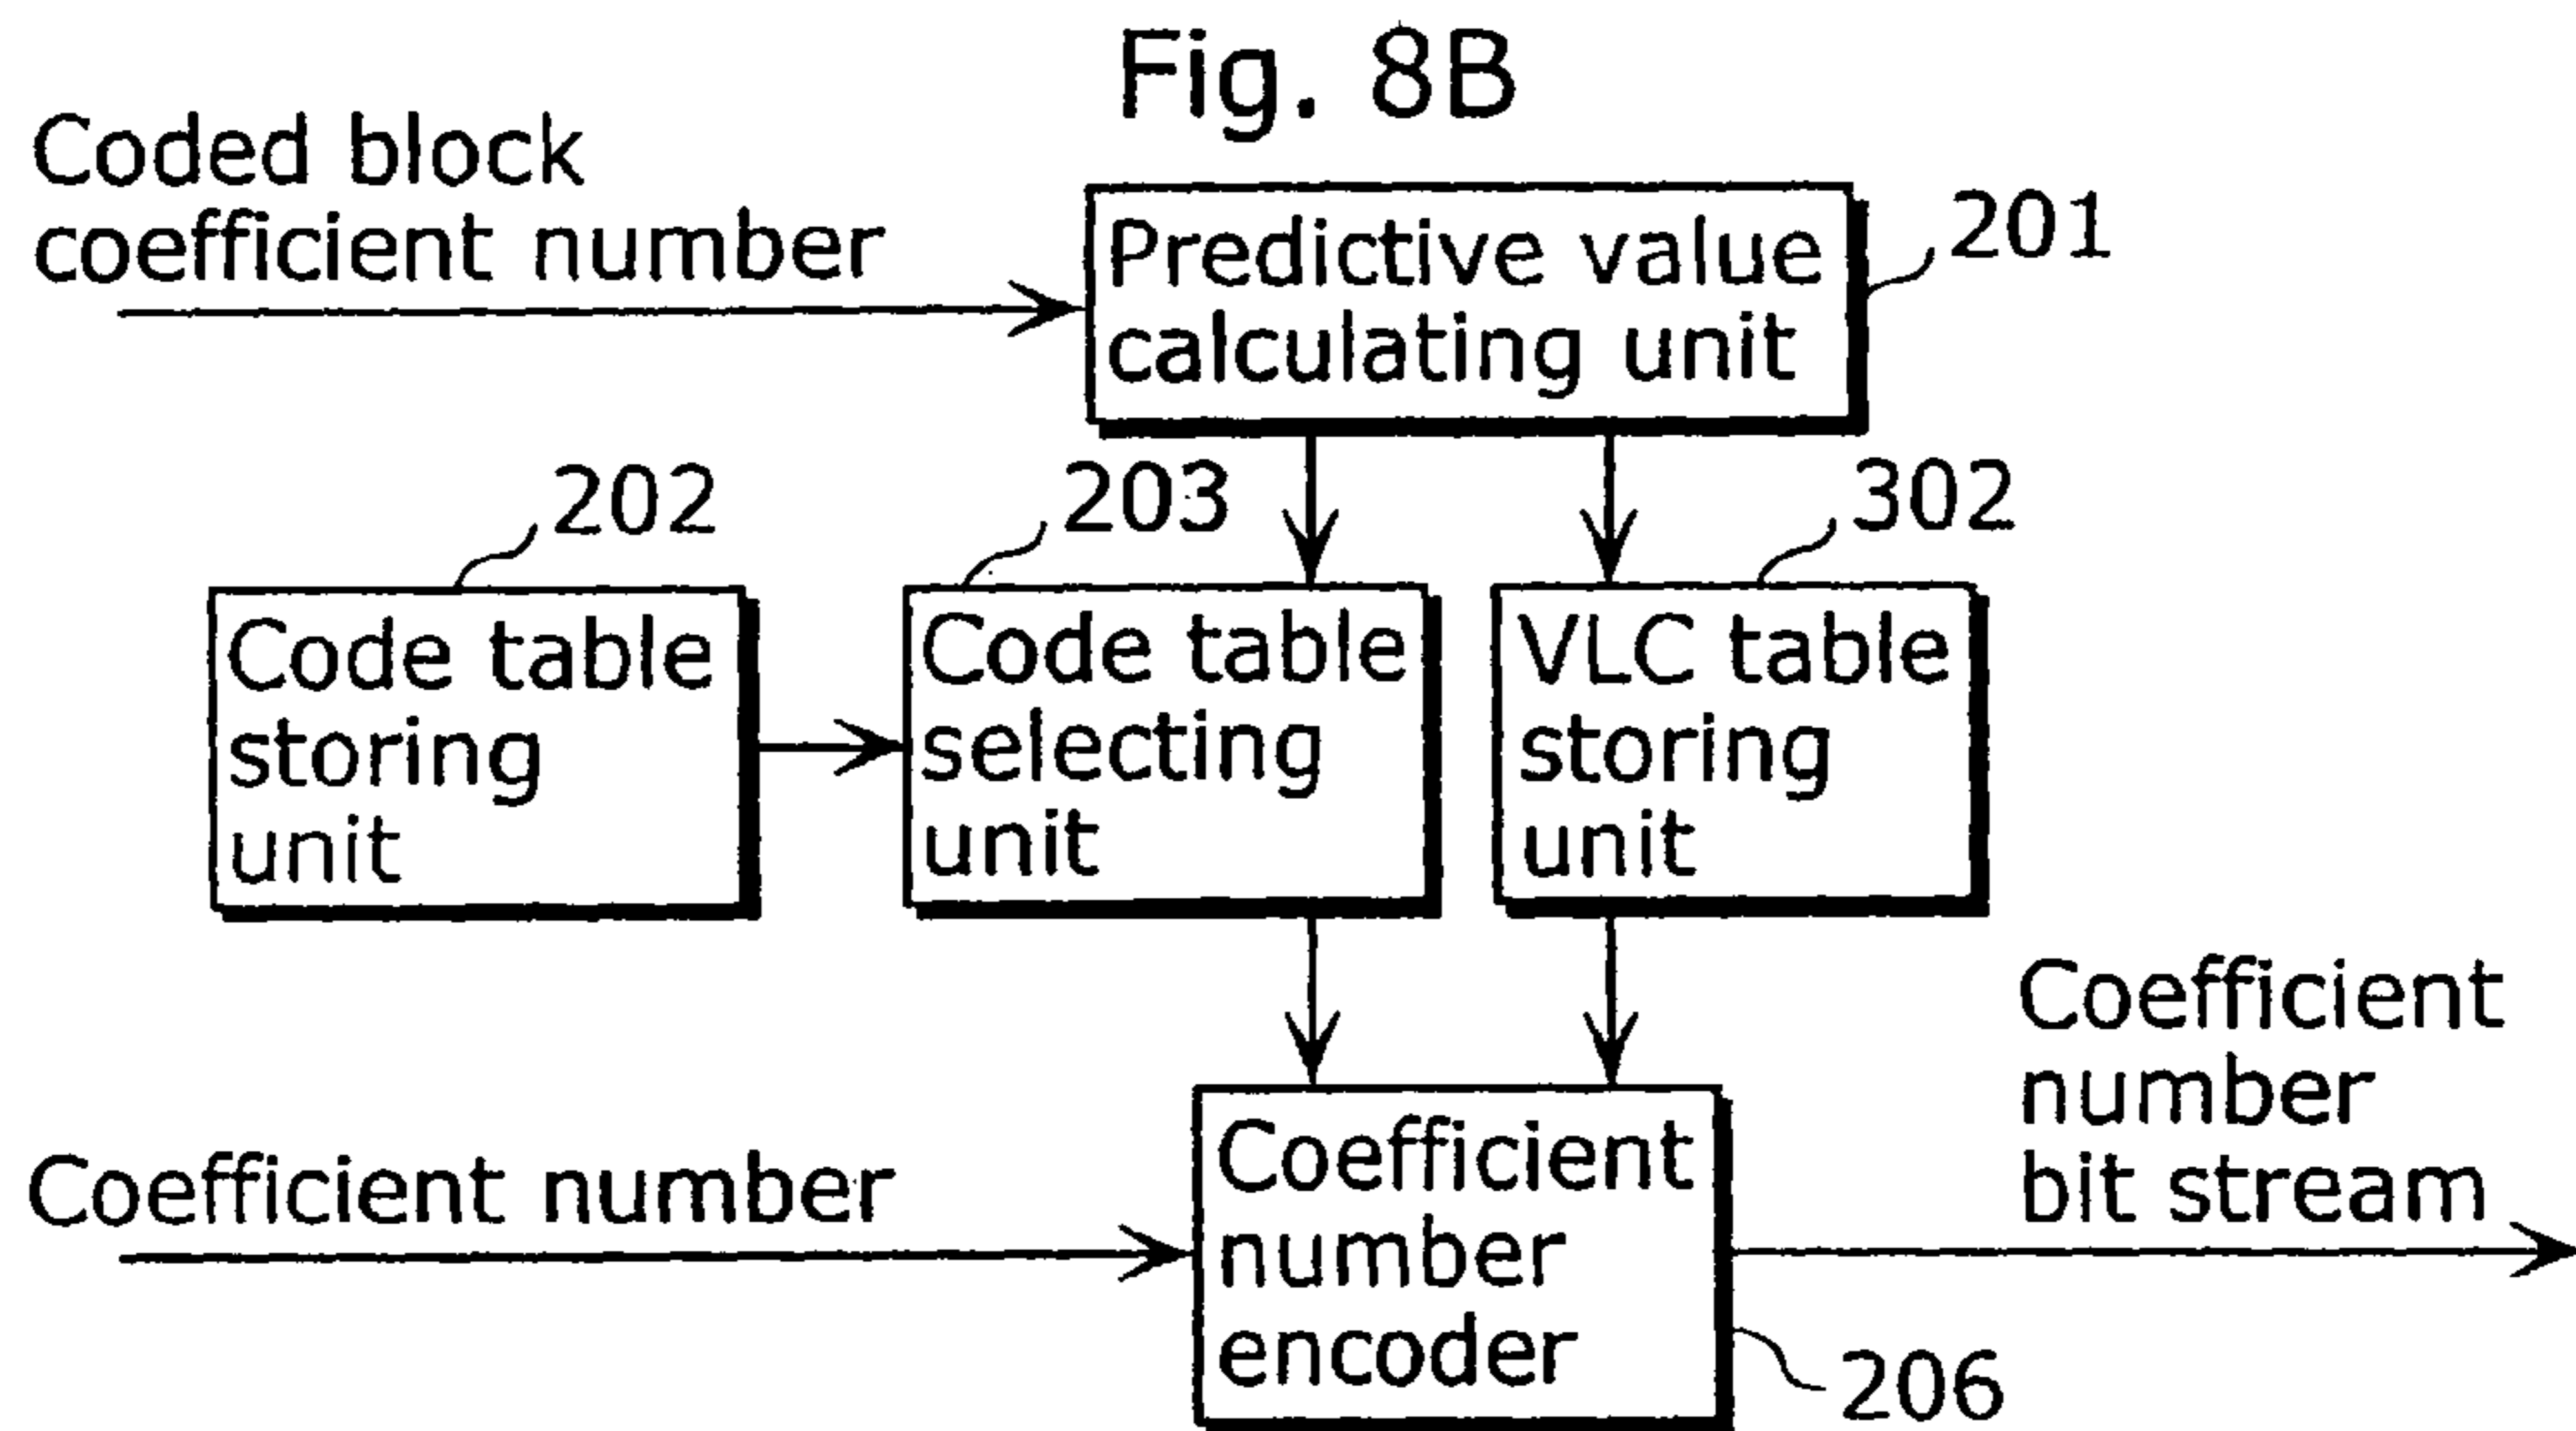 Fig. 8B
Coded block
coefficient number
Predictive value
calculating unit
201
202
203
302
Code table
storing
unit
Code table
selecting
unit
VLC table
storing
unit
Coefficient number
Coefficient
number
encoder
Coefficient
number
bit stream
206